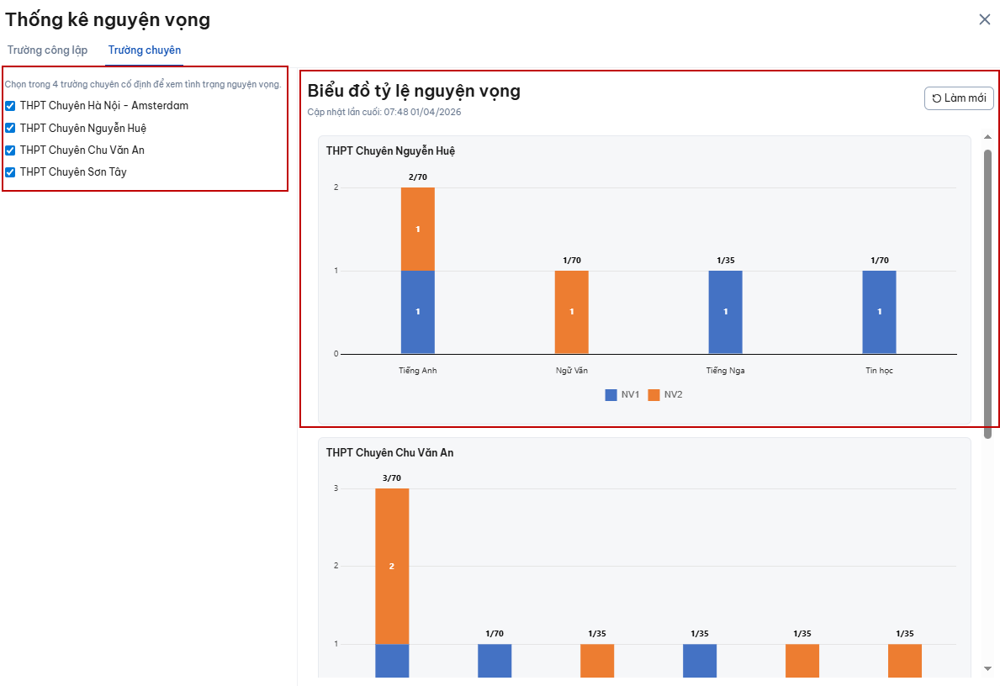 Thống kê nguyện vọng
Trường công lập
Trường chuyên
Chọn trong 4 trường chuyên cố định để xem tình trạng nguyện vọng.
THPT Chuyên Hà Nội - Amsterdam
THPT Chuyên Nguyễn Huệ
THPT Chuyên Chu Văn An
THPT Chuyên Sơn Tây
Biểu đồ tỷ lệ nguyện vọng
Cập nhật lần cuối: 07:48 01/04/2026
Làm mới
THPT Chuyên Nguyễn Huệ
2/70
2
1
1/70
1/35
1/70
1
1
1
1
1
0
Tiếng Anh
Ngữ Văn
Tiếng Nga
Tin học
NV1
NV2
THPT Chuyên Chu Văn An
3/70
3
2
2
1/70
1/35
1/35
1/35
1/35
1